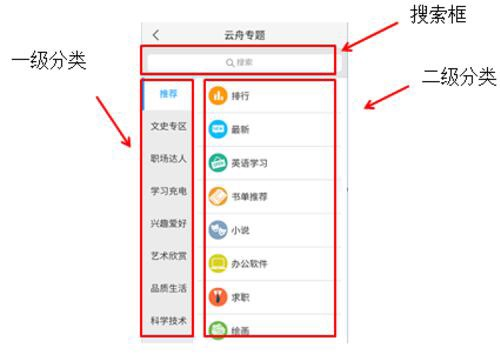 搜索框
一级分类
二级分类
云舟专题
搜索
推荐
文史专区
职场达人
学习充电
兴趣爱好
艺术欣赏
品质生活
科学技术
排行
NEW
最新
OPEN
英语学习
书单推荐
小说
办公软件
求职
绘画